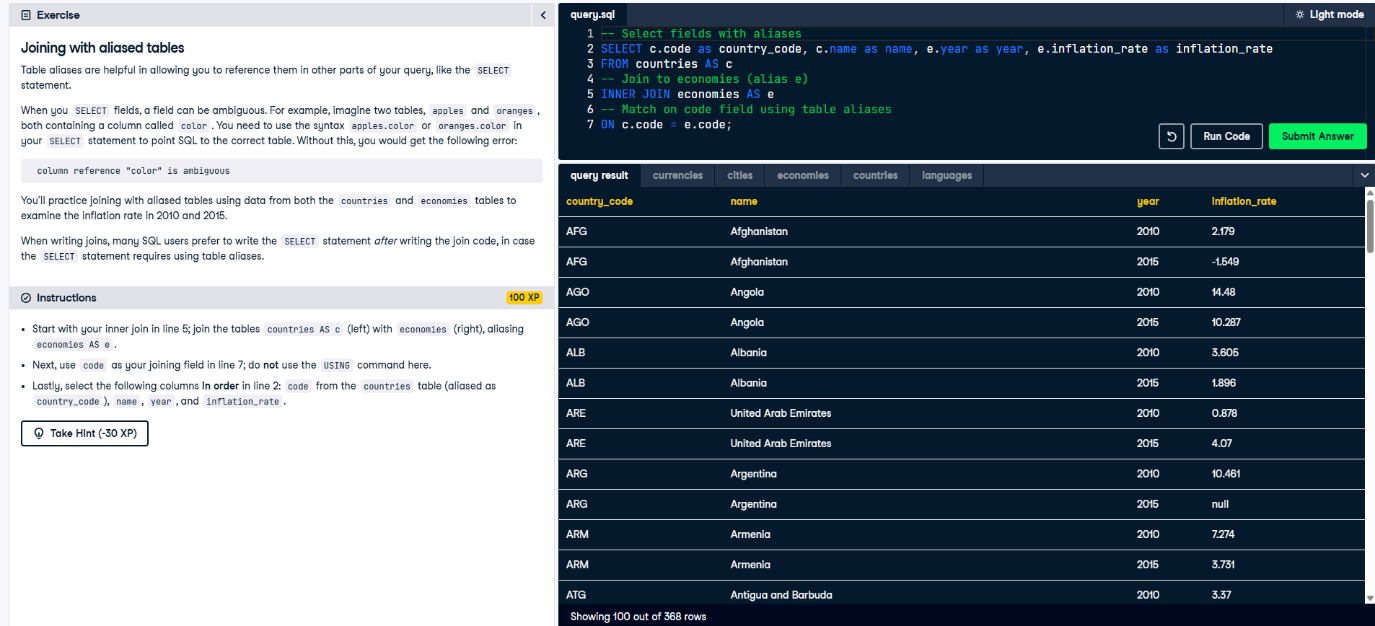 Exercise
Joining with aliased tables
Table aliases are helpful in allowing you to reference them in other parts of your query, like the SELECT
statement.
When you SELECT fields, a field can be ambiguous. For example, imagine two tables, apples and oranges ,
both containing a column called color . You need to use the syntax apples.color or oranges.color in
your SELECT statement to point SQL to the correct table. Without this, you would get the following error:
column reference "color" is ambiguous
You'll practice joining with aliased tables using data from both the countries and economies tables to
examine the inflation rate in 2010 and 2015.
When writing joins, many SQL users prefer to write the SELECT statement after writing the join code, in case
the SELECT statement requires using table aliases.
Instructions 100 XP
• Start with your inner join in line 5; join the tables countries AS c (left) with economies (right), aliasing
economies AS e .
• Next, use code as your joining field in line 7; do not use the USING command here.
• Lastly, select the following columns in order in line 2: code from the countries table (aliased as
country_code ), name , year , and inflation_rate .
Take Hint (-30 XP)
query.sql Light mode
1 -- Select fields with aliases
2 SELECT c.code as country_code, c.name as name, e.year as year, e.inflation_rate as inflation_rate
3 FROM countries AS c
4 -- Join to economies (alias e)
5 INNER JOIN economies AS e
6 -- Match on code field using table aliases
7 ON c.code = e.code;
Run Code Submit Answer
query result currencies cities economies countries languages
country_code name year inflation_rate
AFG Afghanistan 2010 2.179
AFG Afghanistan 2015 -1.549
AGO Angola 2010 14.48
AGO Angola 2015 10.287
ALB Albania 2010 3.605
ALB Albania 2015 1.896
ARE United Arab Emirates 2010 0.878
ARE United Arab Emirates 2015 4.07
ARG Argentina 2010 10.461
ARG Argentina 2015 null
ARM Armenia 2010 7.274
ARM Armenia 2015 3.731
ATG Antigua and Barbuda 2010 3.37
Showing 100 out of 368 rows